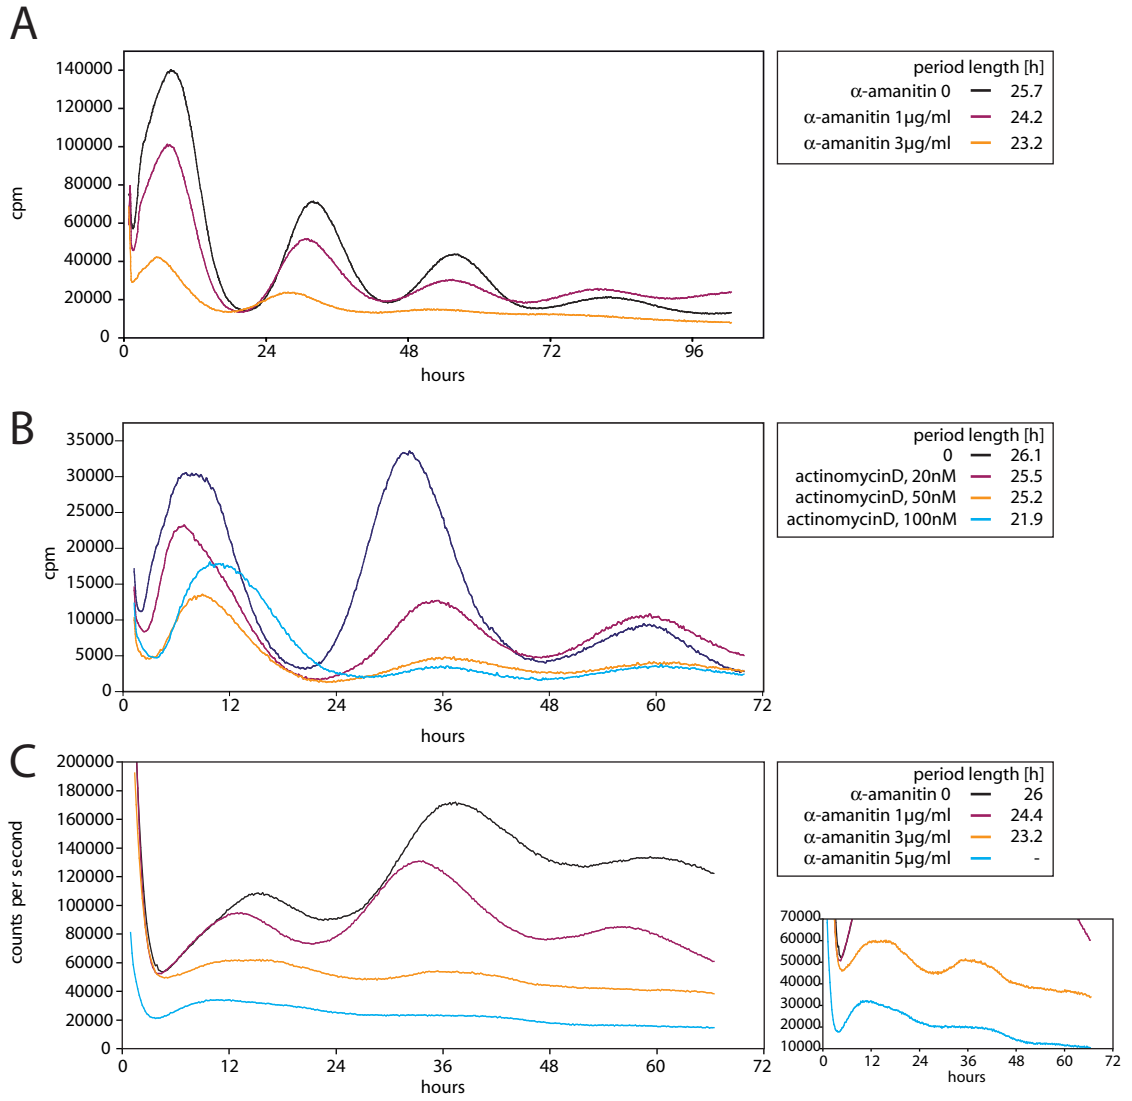 A
140000
120000
100000
80000
60000
40000
20000
0
cpm
0 24 48 72 96
hours
period length [h]
α-amanitin 0 25.7
α-amanitin 1μg/ml 24.2
α-amanitin 3μg/ml 23.2
B
35000
30000
25000
20000
15000
10000
5000
0
cpm
0 12 24 36 48 60 72
hours
period length [h]
0 26.1
actinomycinD, 20nM 25.5
actinomycinD, 50nM 25.2
actinomycinD, 100nM 21.9
C
200000
180000
160000
140000
120000
100000
80000
60000
40000
20000
0
counts per second
0 12 24 36 48 60 72
hours
period length [h]
α-amanitin 0 26
α-amanitin 1μg/ml 24.4
α-amanitin 3μg/ml 23.2
α-amanitin 5μg/ml -
70000
60000
50000
40000
30000
20000
10000
0 12 24 36 48 60 72
hours